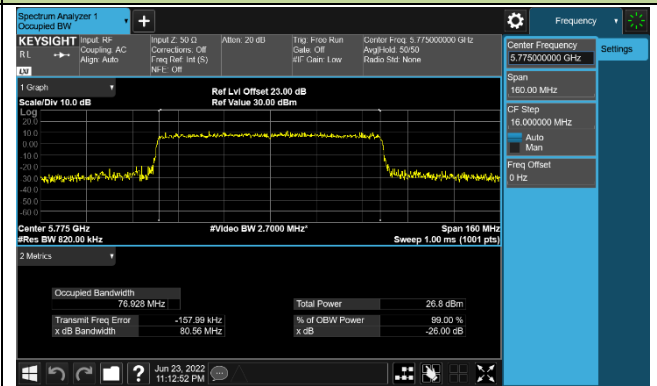 Spectrum Analyzer 1
Occupied BW
+
Frequency
KEYSIGHT
RL
LXI
Input: RF
Coupling: AC
Align: Auto
Input Z: 50 Ω
Corrections: Off
Freq Ref: Int (S)
NFE: Off
Atten: 20 dB
Trig: Free Run
Gate: Off
#IF Gain: Low
Center Freq: 5.775000000 GHz
Avg|Hold: 50/50
Radio Std: None
Center Frequency
5.775000000 GHz
Settings
Span
160.00 MHz
CF Step
16.000000 MHz
Auto
Man
Freq Offset
0 Hz
1 Graph
Scale/Div 10.0 dB
Ref Lvl Offset 23.00 dB
Ref Value 30.00 dBm
Log
20.0
10.0
0.00
-10.0
-20.0
-30.0
-40.0
-50.0
-60.0
Center 5.775 GHz
#Res BW 820.00 kHz
#Video BW 2.7000 MHz*
Span 160 MHz
Sweep 1.00 ms (1001 pts)
2 Metrics
Occupied Bandwidth
76.928 MHz
Total Power 26.8 dBm
Transmit Freq Error -157.99 kHz
% of OBW Power 99.00 %
x dB Bandwidth 80.56 MHz
x dB -26.00 dB
?
Jun 23, 2022
11:12:52 PM